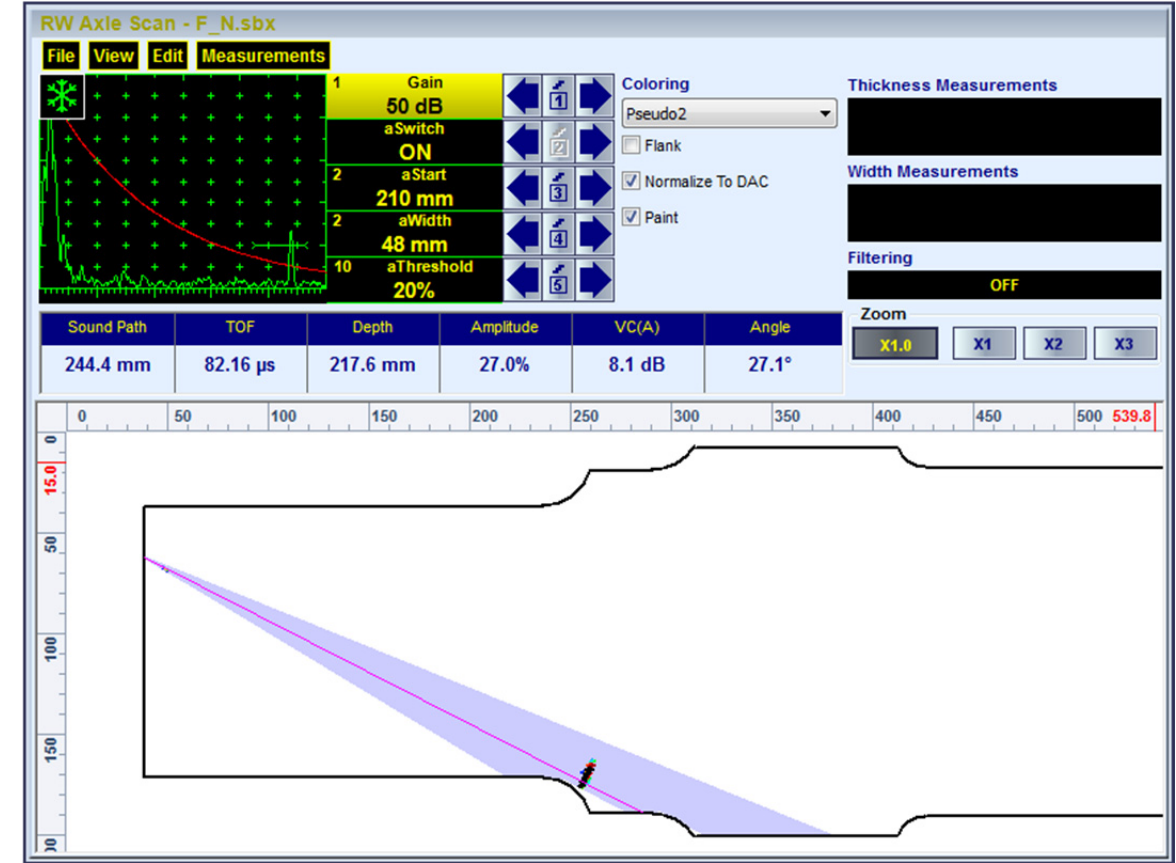 RW Axle Scan - F_N.sbx
File View Edit Measurements
1 Gain
50 dB
1
aSwitch
ON
2
2 aStart
210 mm
3
2 aWidth
48 mm
4
10 aThreshold
20%
5
Coloring
Pseudo2
Flank
Normalize To DAC
Paint
Thickness Measurements
Width Measurements
Filtering
OFF
Zoom
X1.0 X1 X2 X3
Sound Path TOF Depth Amplitude VC(A) Angle
244.4 mm 82.16 µs 217.6 mm 27.0% 8.1 dB 27.1°
0 50 100 150 200 250 300 350 400 450 500 539.8
0
15.0
50
100
150